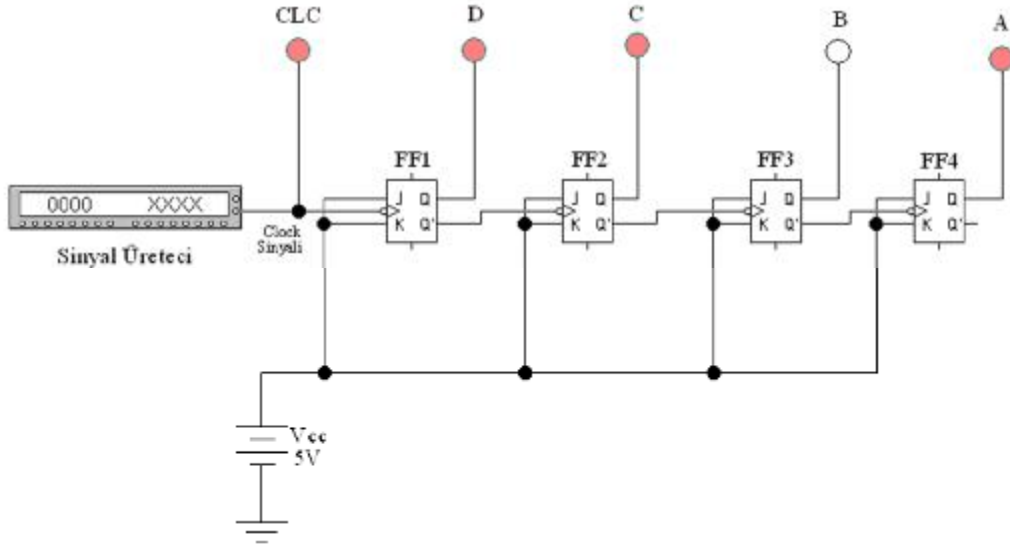 CLC D C B A
FF1 FF2 FF3 FF4
J Q J Q J Q J Q
K Q' K Q' K Q' K Q'
0000 XXXX
Sinyal Üreteci
Clock
Sinyali
Vcc
5V